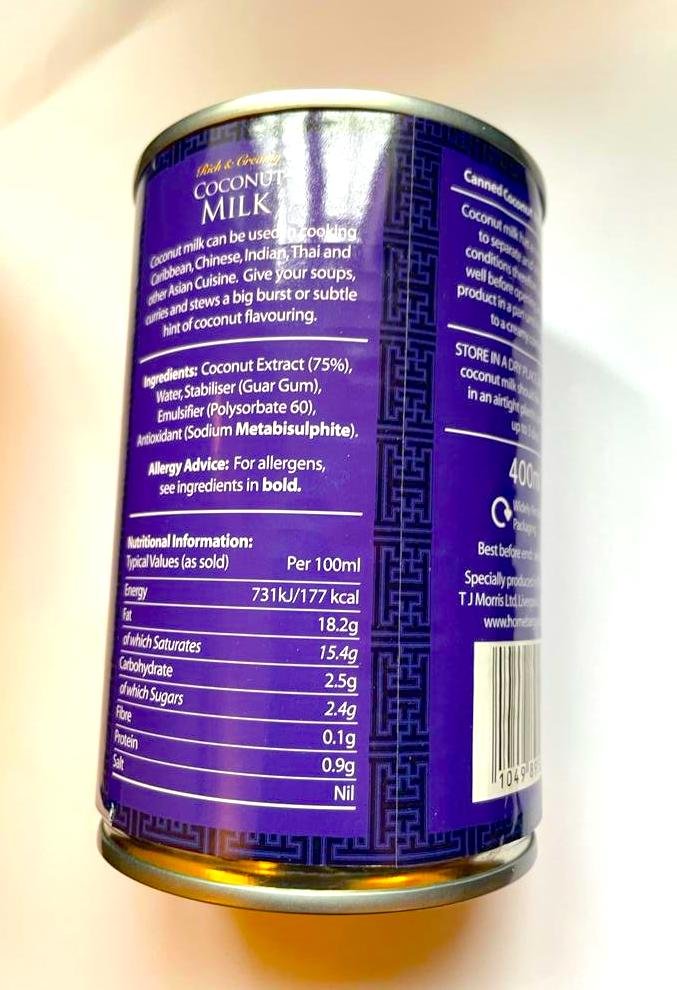 Rich & Creamy
COCONUT
MILK
Coconut milk can be used in cooking
Caribbean, Chinese, Indian, Thai and
other Asian Cuisine. Give your soups,
curries and stews a big burst or subtle
hint of coconut flavouring.
Ingredients: Coconut Extract (75%),
Water, Stabiliser (Guar Gum),
Emulsifier (Polysorbate 60),
Antioxidant (Sodium Metabisulphite).
Allergy Advice: For allergens,
see ingredients in bold.
Nutritional Information:
Typical Values (as sold) Per 100ml
Energy 731kJ/177 kcal
Fat 18.2g
of which Saturates 15.4g
Carbohydrate 2.5g
of which Sugars 2.4g
Fibre 0.1g
Protein 0.9g
Salt Nil
Canned Coconut
Coconut milk
to separate
conditions
well before
product in a
to a creamy
STORE IN A DRY
coconut milk
in an airtight
up to
400m
Widely
Packaging
Best before end:
Specially produced
T J Morris Ltd,
www.
1049